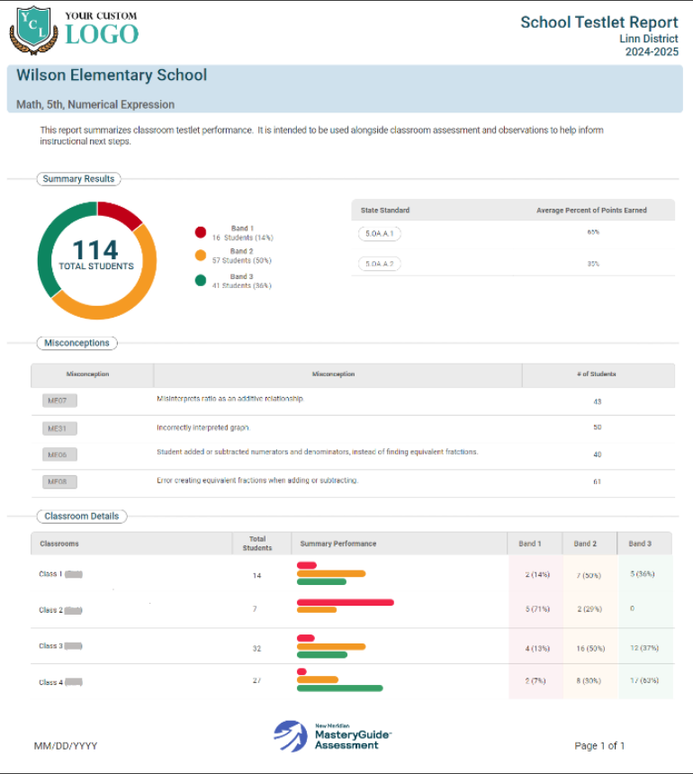 YCL
YOUR CUSTOM
LOGO
School Testlet Report
Linn District
2024-2025
Wilson Elementary School
Math, 5th, Numerical Expression
This report summarizes classroom testlet performance. It is intended to be used alongside classroom assessment and observations to help inform
instructional next steps.
Summary Results
114
TOTAL STUDENTS
Band 1
16 Students (14%)
Band 2
57 Students (50%)
Band 3
41 Students (36%)
State Standard Average Percent of Points Earned
5.OA.A.1 65%
5.OA.A.2 35%
Misconceptions
Misconception Misconception # of Students
ME07 Misinterprets ratio as an additive relationship. 43
ME31 Incorrectly interpreted graph. 50
ME06 Student added or subtracted numerators and denominators, instead of finding equivalent fratctions. 40
MF08 Error creating equivalent fractions when adding or subtracting. 61
Classroom Details
Classrooms Total Students Summary Performance Band 1 Band 2 Band 3
Class 1 14 2 (14%) 7 (50%) 5 (36%)
Class 2 7 5 (71%) 2 (29%) 0
Class 3 32 4 (13%) 16 (50%) 12 (37%)
Class 4 27 2 (7%) 8 (30%) 17 (63%)
MM/DD/YYYY
New Meridian
MasteryGuide
Assessment
Page 1 of 1